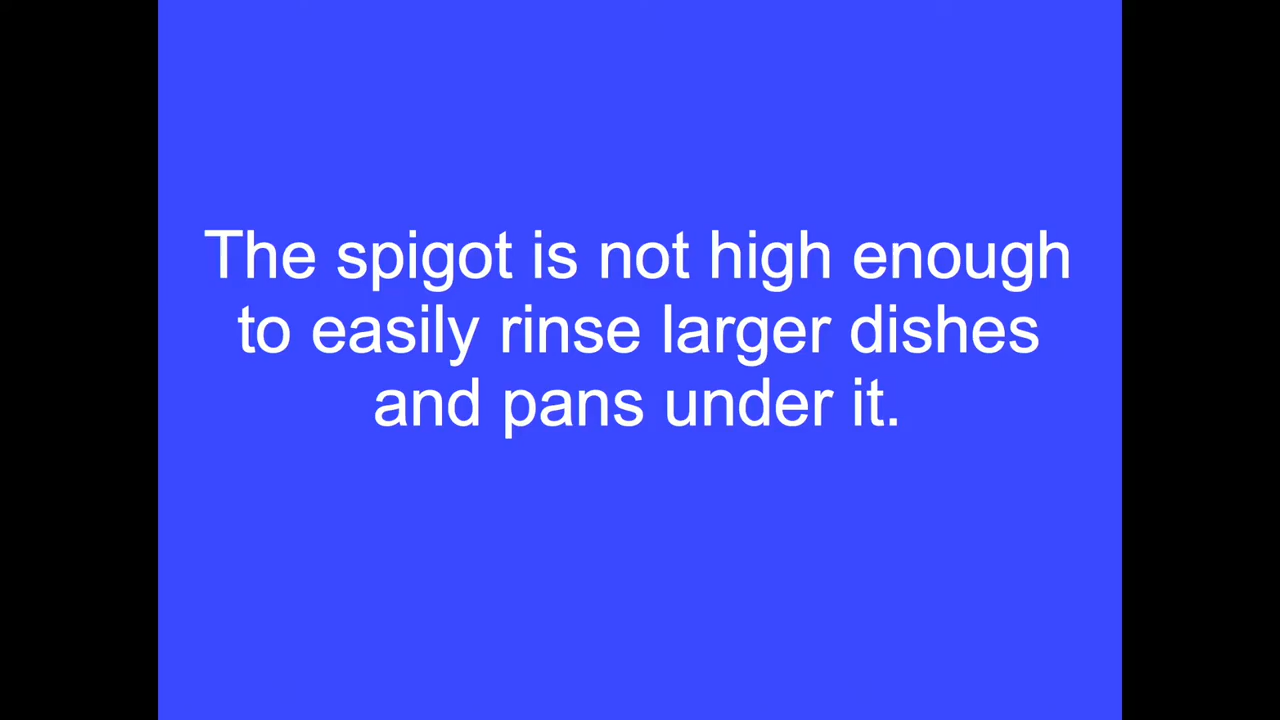 The spigot is not high enough
to easily rinse larger dishes
and pans under it.